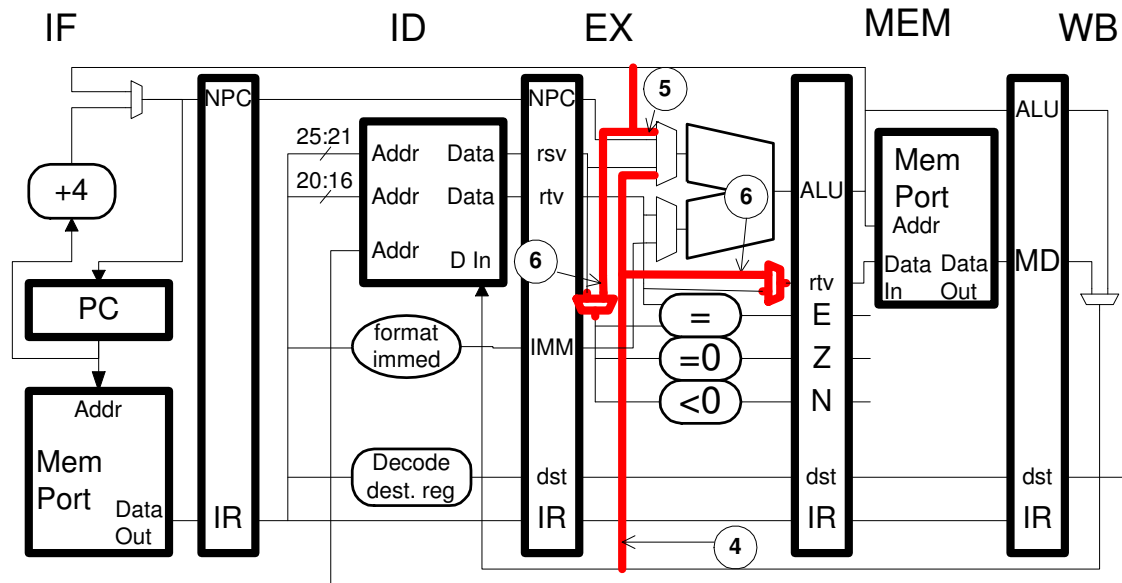 IF
ID
EX
MEM
WB
NPC
+4
PC
Addr
Mem
Port
Data
Out
IR
25:21
20:16
Addr
Data
Addr
Data
Addr
D In
format
immed
Decode
dest. reg
NPC
rsv
rtv
IMM
dst
IR
5
6
6
4
=
=0
<0
ALU
rtv
E
Z
N
dst
IR
Mem
Port
Addr
Data
In
Data
Out
ALU
MD
dst
IR